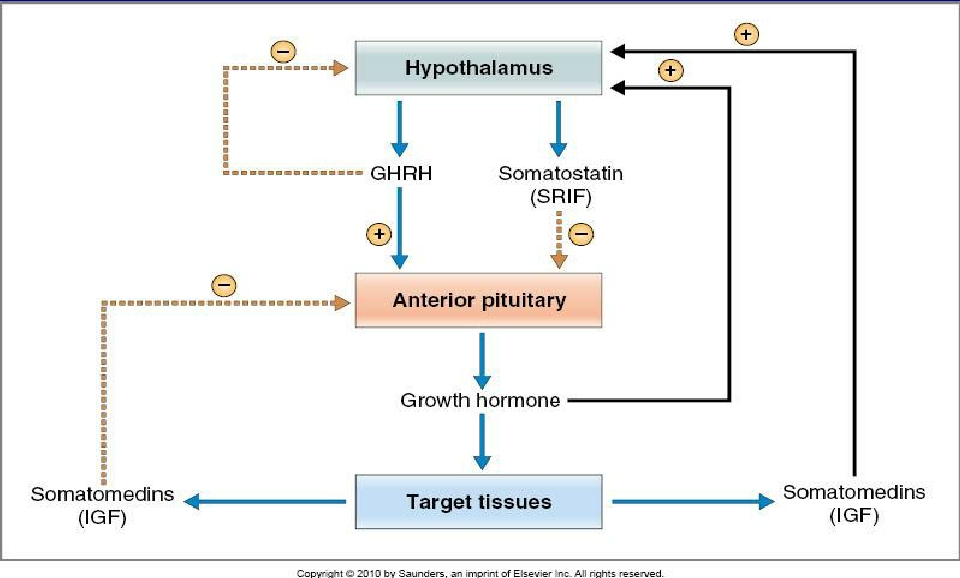 +
−
+
Hypothalamus
GHRH
Somatostatin
(SRIF)
+
−
−
Anterior pituitary
Growth hormone
Somatomedins
(IGF)
Target tissues
Somatomedins
(IGF)
Copyright © 2010 by Saunders, an imprint of Elsevier Inc. All rights reserved.